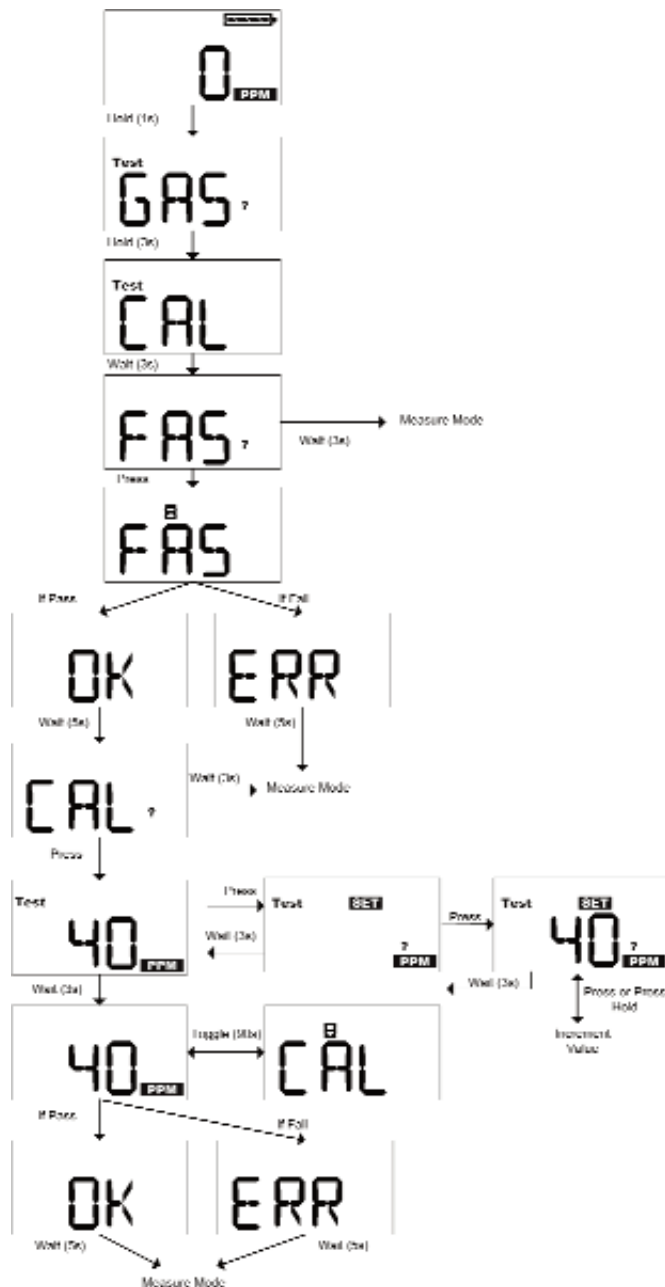 0 PPM
Hold (1s)
Test
GAS ?
Hold (3s)
Test
CAL
Wait (3s)
FAS ?
Wait (3s)
Measure Mode
Press
FAS
If Pass
If Fail
OK
ERR
Wait (5s)
Wait (5s)
CAL ?
Wait (3s)
Measure Mode
Press
Test
40 PPM
Press
Wait (3s)
Test SET
?
PPM
Press
Test SET
40 ?
PPM
Wait (3s)
Wait (3s)
Press or Press
Hold
Increment
Value
40 PPM
CAL
If Pass
If Fail
OK
ERR
Wait (5s)
Wait (5s)
Measure Mode